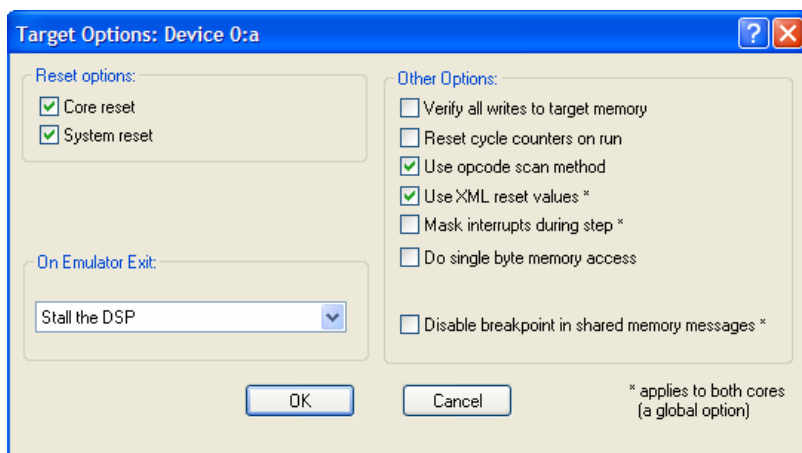 Target Options: Device 0:a
Reset options:
Core reset
System reset
On Emulator Exit:
Stall the DSP
Other Options:
Verify all writes to target memory
Reset cycle counters on run
Use opcode scan method
Use XML reset values *
Mask interrupts during step *
Do single byte memory access
Disable breakpoint in shared memory messages *
OK
Cancel
* applies to both cores
(a global option)